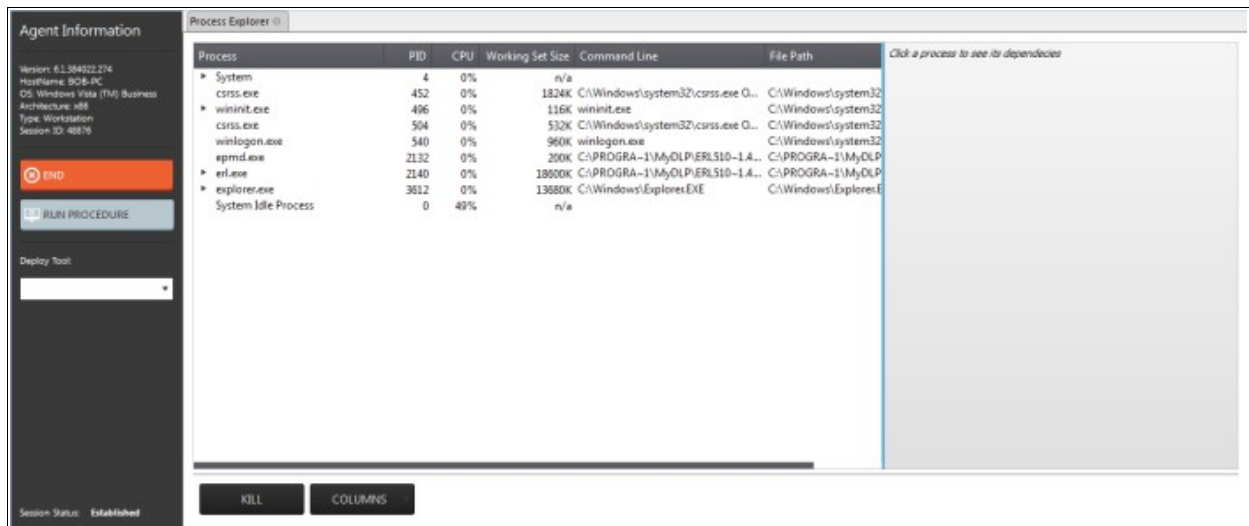 Agent Information
Version: 6.1.384022.274
HostName: BOB-PC
OS: Windows Vista (TM) Business
Architecture: x86
Type: Workstation
Session ID: 48876
END
RUN PROCEDURE
Deploy Tool:
Session Status: Established
Process Explorer
Process PID CPU Working Set Size Command Line File Path
System 4 0% n/a
csrss.exe 452 0% 1824K C:\Windows\system32\csrss.exe O... C:\Windows\system32
wininit.exe 496 0% 116K wininit.exe C:\Windows\system32
csrss.exe 504 0% 532K C:\Windows\system32\csrss.exe O... C:\Windows\system32
winlogon.exe 540 0% 960K winlogon.exe C:\Windows\system32
epmd.exe 2132 0% 200K C:\PROGRA~1\MyDLP\ERL510~1.4... C:\PROGRA~1\MyDLP
erl.exe 2140 0% 18600K C:\PROGRA~1\MyDLP\ERL510~1.4... C:\PROGRA~1\MyDLP
explorer.exe 3612 0% 13680K C:\Windows\Explorer.EXE C:\Windows\Explorer.E
System Idle Process 0 49% n/a
KILL COLUMNS
Click a process to see its dependecies